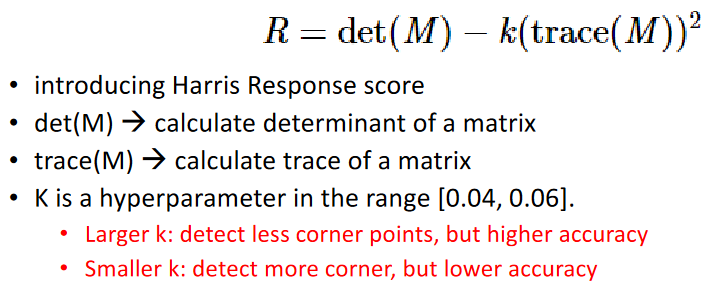 R = det(M) − k(trace(M))²
• introducing Harris Response score
• det(M) → calculate determinant of a matrix
• trace(M) → calculate trace of a matrix
• K is a hyperparameter in the range [0.04, 0.06].
• Larger k: detect less corner points, but higher accuracy
• Smaller k: detect more corner, but lower accuracy